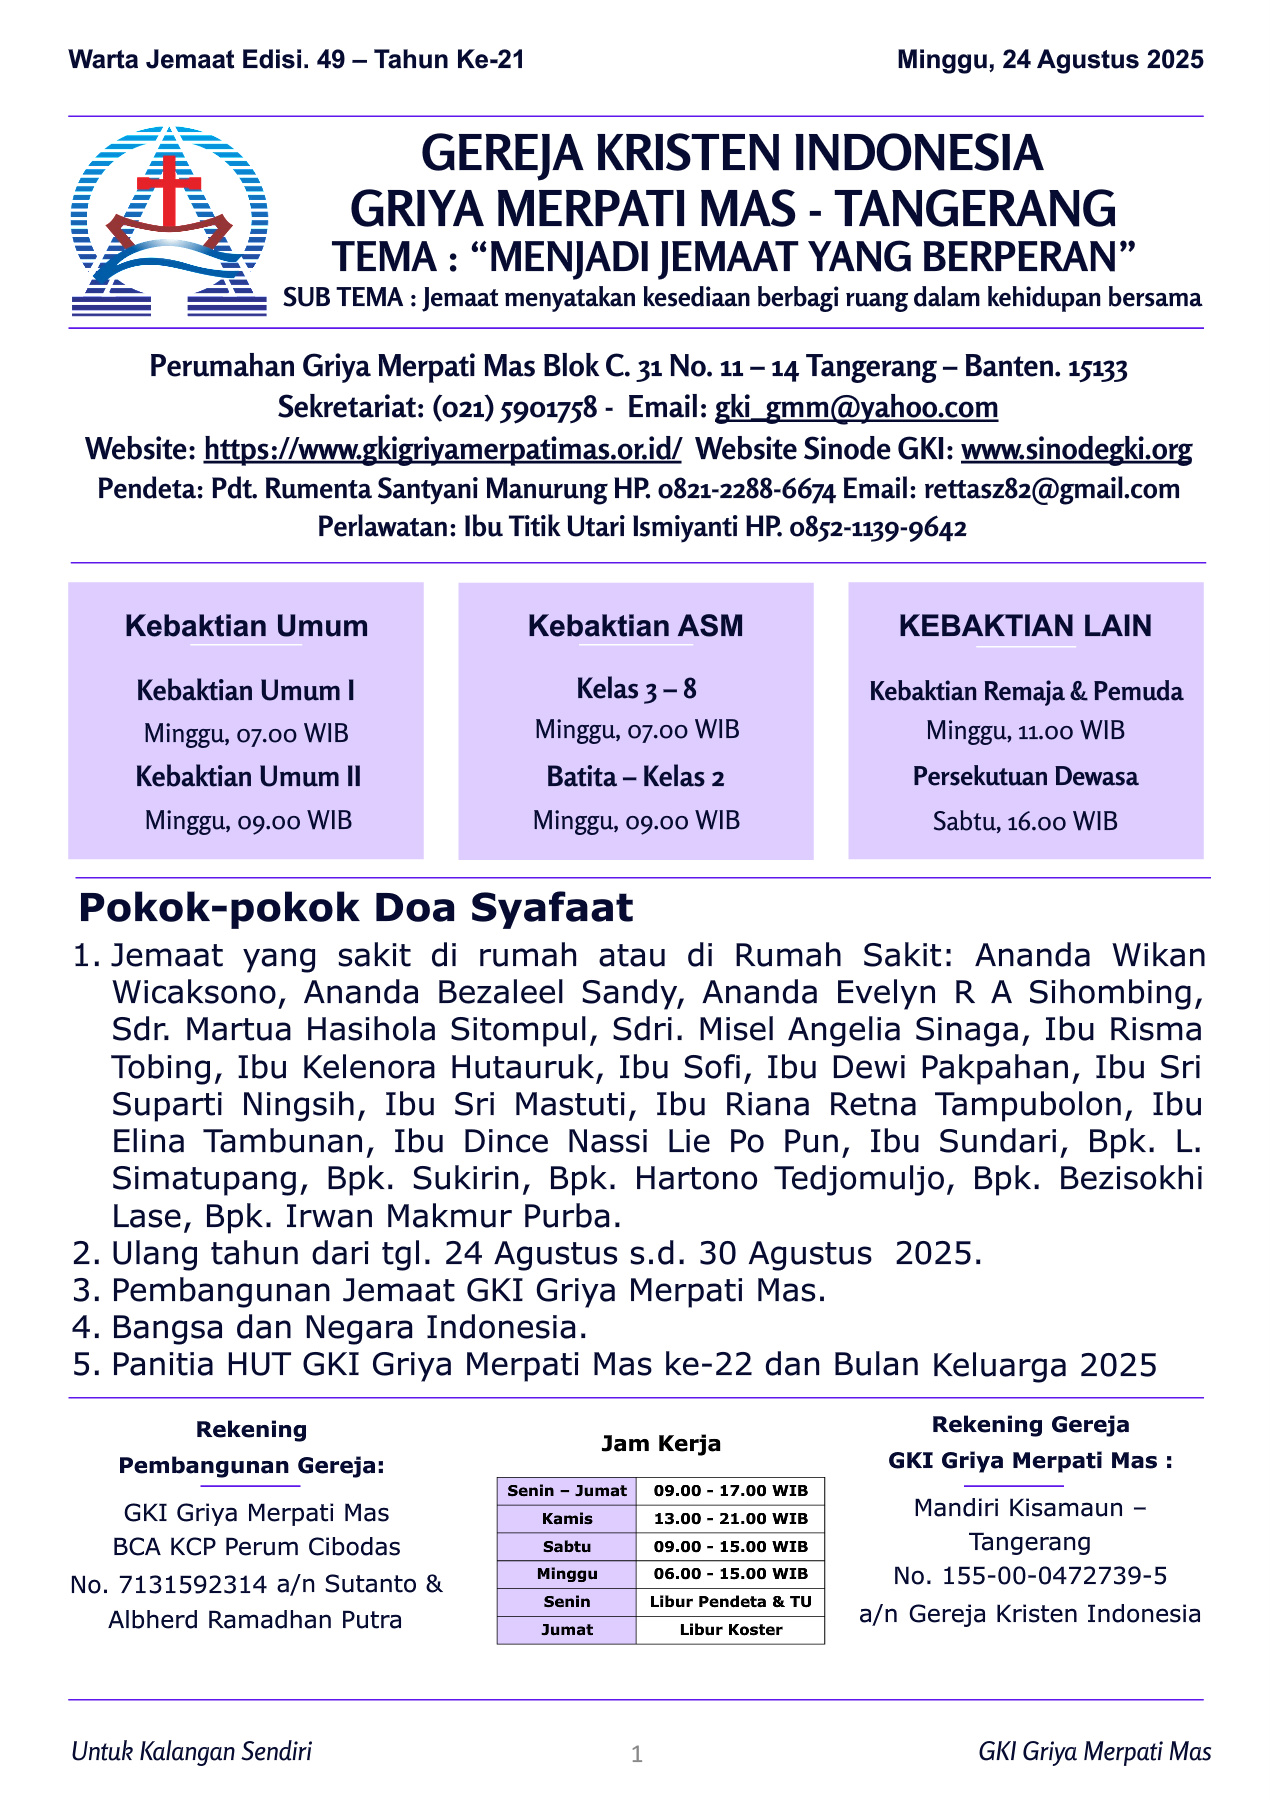 Warta Jemaat Edisi. 49 – Tahun Ke-21
Minggu, 24 Agustus 2025
GEREJA KRISTEN INDONESIA
GRIYA MERPATI MAS - TANGERANG
TEMA : “MENJADI JEMAAT YANG BERPERAN”
SUB TEMA : Jemaat menyatakan kesediaan berbagi ruang dalam kehidupan bersama
Perumahan Griya Merpati Mas Blok C. 31 No. 11 – 14 Tangerang – Banten. 15133
Sekretariat: (021) 5901758 - Email: gki_gmm@yahoo.com
Website: https://www.gkigriyamerpatimas.or.id/ Website Sinode GKI: www.sinodegki.org
Pendeta: Pdt. Rumenta Santyani Manurung HP. 0821-2288-6674 Email: rettasz82@gmail.com
Perlawatan: Ibu Titik Utari Ismiyanti HP. 0852-1139-9642
Kebaktian Umum
Kebaktian Umum I
Minggu, 07.00 WIB
Kebaktian Umum II
Minggu, 09.00 WIB
Kebaktian ASM
Kelas 3 – 8
Minggu, 07.00 WIB
Batita – Kelas 2
Minggu, 09.00 WIB
KEBAKTIAN LAIN
Kebaktian Remaja & Pemuda
Minggu, 11.00 WIB
Persekutuan Dewasa
Sabtu, 16.00 WIB
Pokok-pokok Doa Syafaat
1. Jemaat yang sakit di rumah atau di Rumah Sakit: Ananda Wikan
Wicaksono, Ananda Bezaleel Sandy, Ananda Evelyn R A Sihombing,
Sdr. Martua Hasihola Sitompul, Sdri. Misel Angelia Sinaga, Ibu Risma
Tobing, Ibu Kelenora Hutauruk, Ibu Sofi, Ibu Dewi Pakpahan, Ibu Sri
Suparti Ningsih, Ibu Sri Mastuti, Ibu Riana Retna Tampubolon, Ibu
Elina Tambunan, Ibu Dince Nassi Lie Po Pun, Ibu Sundari, Bpk. L.
Simatupang, Bpk. Sukirin, Bpk. Hartono Tedjomuljo, Bpk. Bezisokhi
Lase, Bpk. Irwan Makmur Purba.
2. Ulang tahun dari tgl. 24 Agustus s.d. 30 Agustus 2025.
3. Pembangunan Jemaat GKI Griya Merpati Mas.
4. Bangsa dan Negara Indonesia.
5. Panitia HUT GKI Griya Merpati Mas ke-22 dan Bulan Keluarga 2025
Rekening
Pembangunan Gereja:
GKI Griya Merpati Mas
BCA KCP Perum Cibodas
No. 7131592314 a/n Sutanto &
Albherd Ramadhan Putra
Jam Kerja
Senin – Jumat 09.00 - 17.00 WIB
Kamis 13.00 - 21.00 WIB
Sabtu 09.00 - 15.00 WIB
Minggu 06.00 - 15.00 WIB
Senin Libur Pendeta & TU
Jumat Libur Koster
Rekening Gereja
GKI Griya Merpati Mas :
Mandiri Kisamaun –
Tangerang
No. 155-00-0472739-5
a/n Gereja Kristen Indonesia
Untuk Kalangan Sendiri
1
GKI Griya Merpati Mas